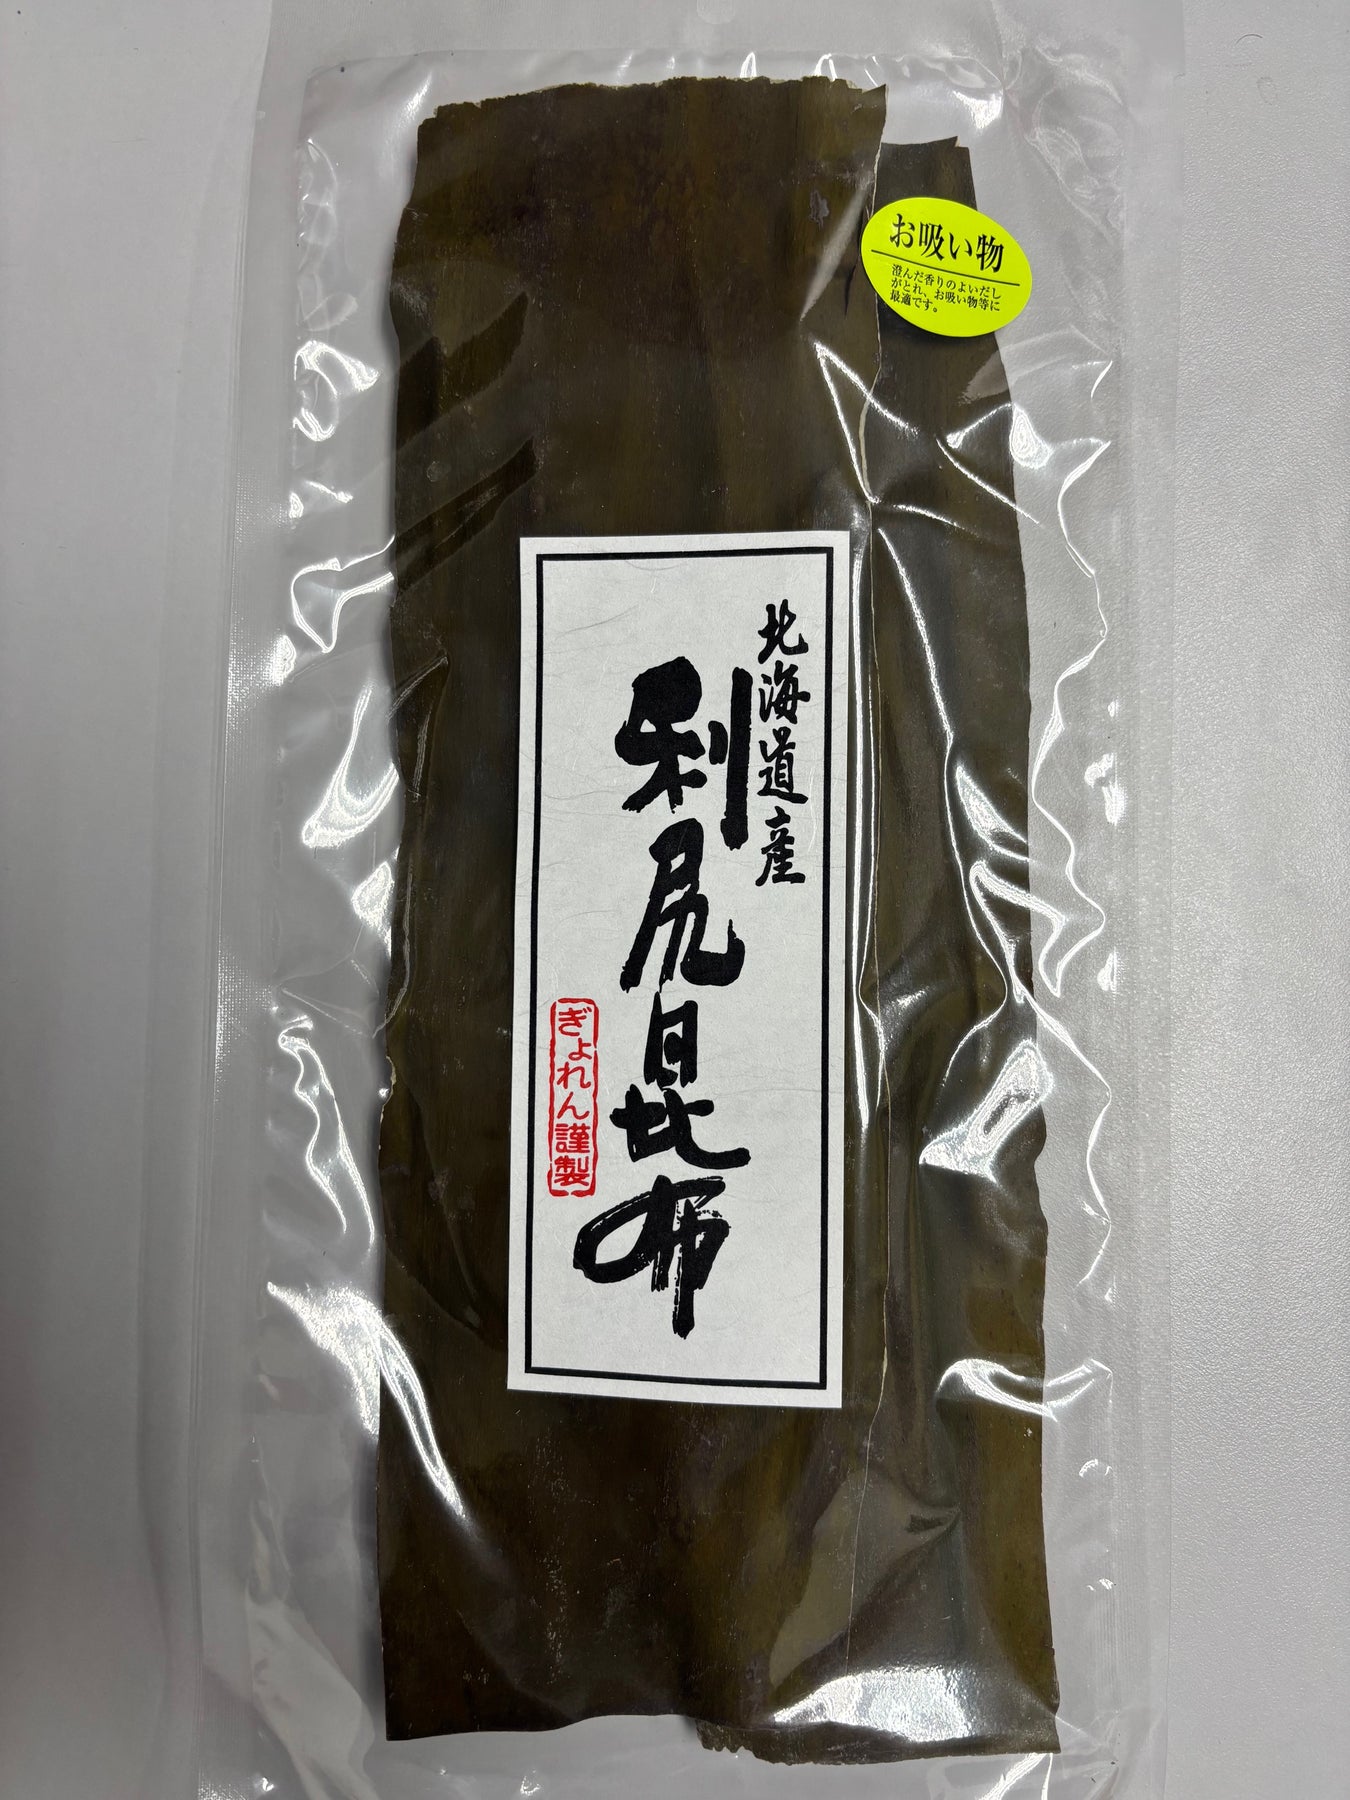 お吸い物
澄んだ香りのよいだし
がとれ、お吸い物等に
最適です。
北海道産
利尻昆布
ぎょれん謹製